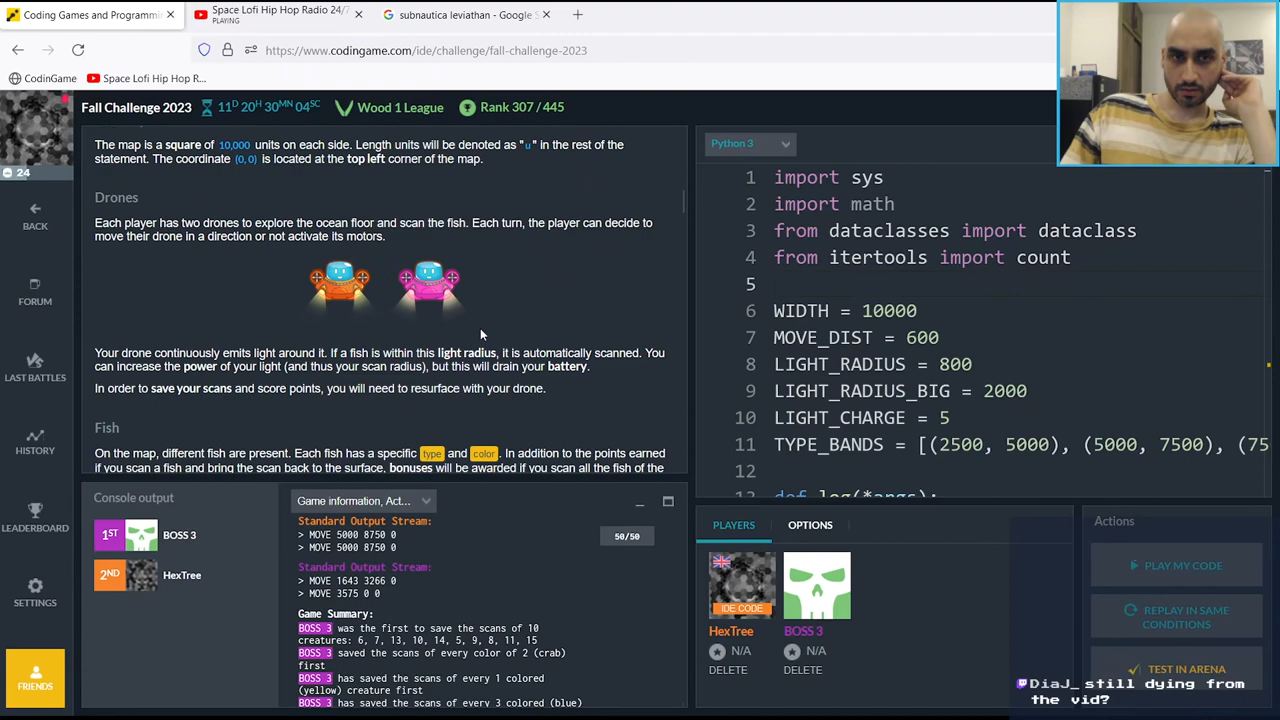 Coding Games and Programmi
Space Lofi Hip Hop Radio 24/7
PLAYING
subnautica leviathan - Google S
https://www.codingame.com/ide/challenge/fall-challenge-2023
CodinGame
Space Lofi Hip Hop R...
Fall Challenge 2023
11D 20H 30MN 04SC
Wood 1 League
Rank 307 / 445
24
BACK
FORUM
LAST BATTLES
HISTORY
LEADERBOARD
SETTINGS
FRIENDS
The map is a square of 10,000 units on each side. Length units will be denoted as "u" in the rest of the
statement. The coordinate (0,0) is located at the top left corner of the map.
Drones
Each player has two drones to explore the ocean floor and scan the fish. Each turn, the player can decide to
move their drone in a direction or not activate its motors.
Your drone continuously emits light around it. If a fish is within this light radius, it is automatically scanned. You
can increase the power of your light (and thus your scan radius), but this will drain your battery.
In order to save your scans and score points, you will need to resurface with your drone.
Fish
On the map, different fish are present. Each fish has a specific type and color. In addition to the points earned
if you scan a fish and bring the scan back to the surface, bonuses will be awarded if you scan all the fish of the
Python 3
1 import sys
2 import math
3 from dataclasses import dataclass
4 from itertools import count
5
6 WIDTH = 10000
7 MOVE_DIST = 600
8 LIGHT_RADIUS = 800
9 LIGHT_RADIUS_BIG = 2000
10 LIGHT_CHARGE = 5
11 TYPE_BANDS = [(2500, 5000), (5000, 7500), (75
12
13 def log(*args):
Console output
1ST BOSS 3
2ND HexTree
Game information, Act...
50/50
Standard Output Stream:
> MOVE 5000 8750 0
> MOVE 5000 8750 0
Standard Output Stream:
> MOVE 1643 3266 0
> MOVE 3575 0 0
Game Summary:
BOSS 3 was the first to save the scans of 10
creatures: 6, 7, 13, 10, 14, 5, 9, 8, 11, 15
BOSS 3 saved the scans of every color of 2 (crab)
first
BOSS 3 has saved the scans of every 1 colored
(yellow) creature first
BOSS 3 has saved the scans of every 3 colored (blue)
PLAYERS
OPTIONS
IDE CODE
HexTree
N/A
DELETE
BOSS 3
N/A
DELETE
Actions
PLAY MY CODE
REPLAY IN SAME
CONDITIONS
TEST IN ARENA
DiaJ_ still dying from
the vid?